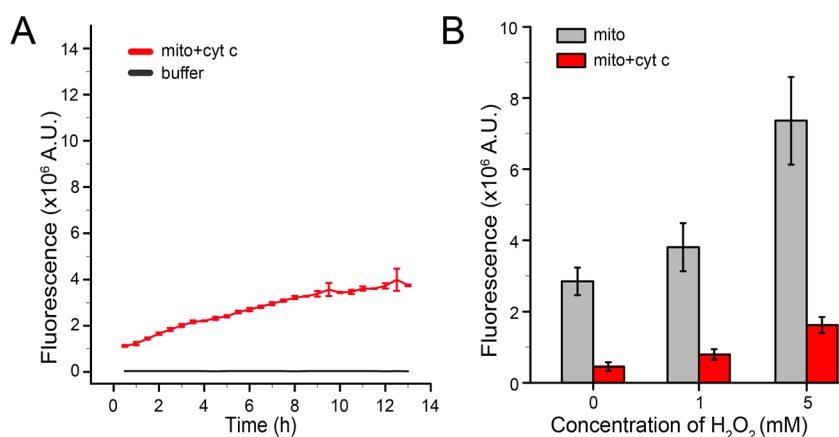 A
Fluorescence (x10⁶ A.U.)
14
12
10
8
6
4
2
0
mito+cyt c
buffer
0 2 4 6 8 10 12 14
Time (h)
B
Fluorescence (x10⁶ A.U.)
10
8
6
4
2
0
mito
mito+cyt c
0 1 5
Concentration of H₂O₂ (mM)